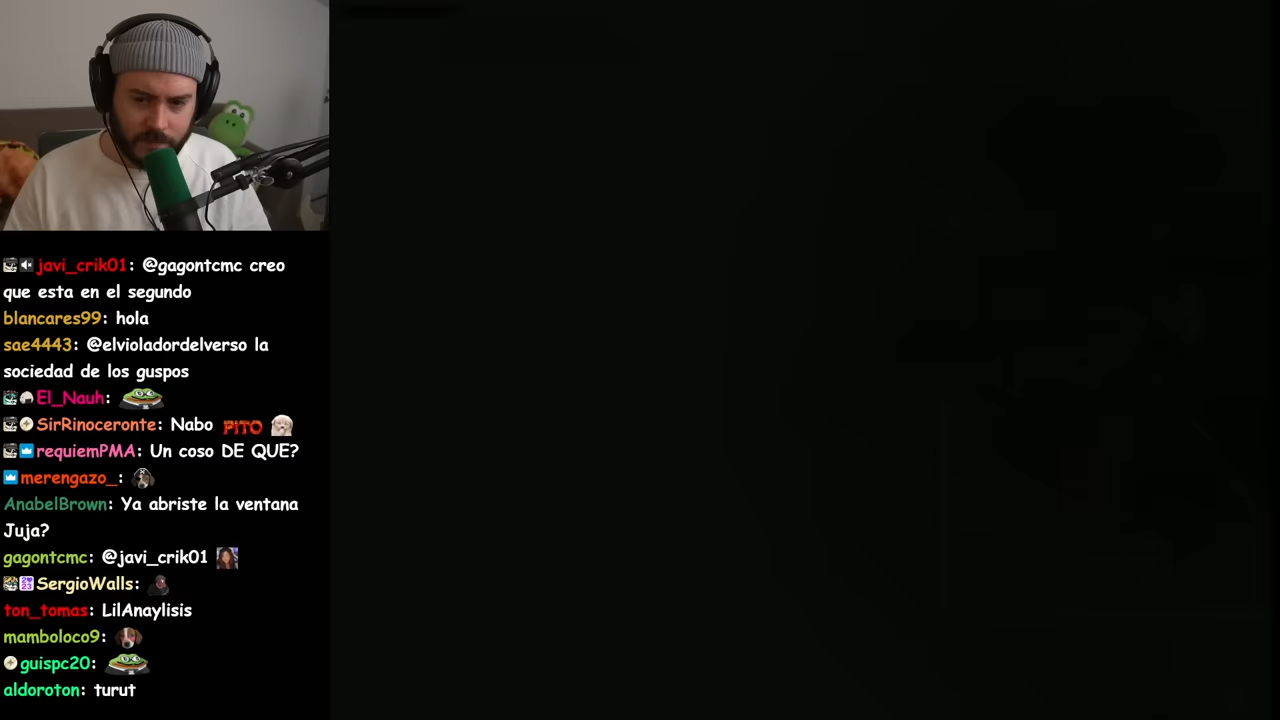 javi_crik01: @gagontcmc creo
que esta en el segundo
blancares99: hola
sae4443: @elvioladordelverso la
sociedad de los guspos
El_Nauh:
SirRinoceronte: Nabo PITO
requiemPMA: Un coso DE QUE?
merengazo_:
AnabelBrown: Ya abriste la ventana
Juja?
gagontcmc: @javi_crik01
SergioWalls:
ton_tomas: LilAnaylisis
mamboloco9:
guispc20:
aldoroton: turut